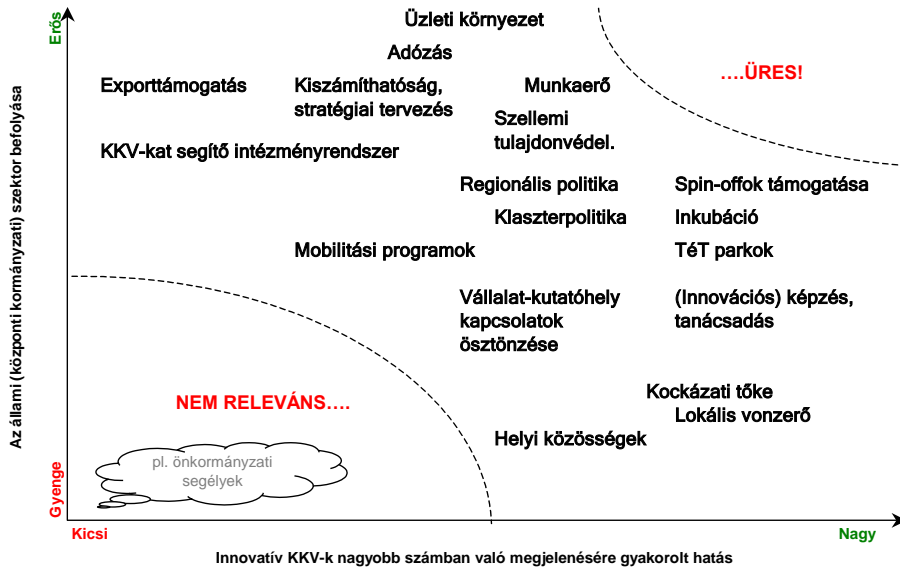 Erős
Az állami (központi kormányzati) szektor befolyása
Gyenge
Üzleti környezet
Adózás
….ÜRES!
Exporttámogatás
Kiszámíthatóság,
stratégiai tervezés
Munkaerő
Szellemi
tulajdonvédel.
KKV-kat segítő intézményrendszer
Regionális politika
Spin-offok támogatása
Klaszterpolitika
Inkubáció
Mobilitási programok
TéT parkok
Vállalat-kutatóhely
kapcsolatok
ösztönzése
(Innovációs) képzés,
tanácsadás
NEM RELEVÁNS….
Kockázati tőke
Lokális vonzerő
Helyi közösségek
pl. önkormányzati
segélyek
Kicsi
Nagy
Innovatív KKV-k nagyobb számban való megjelenésére gyakorolt hatás